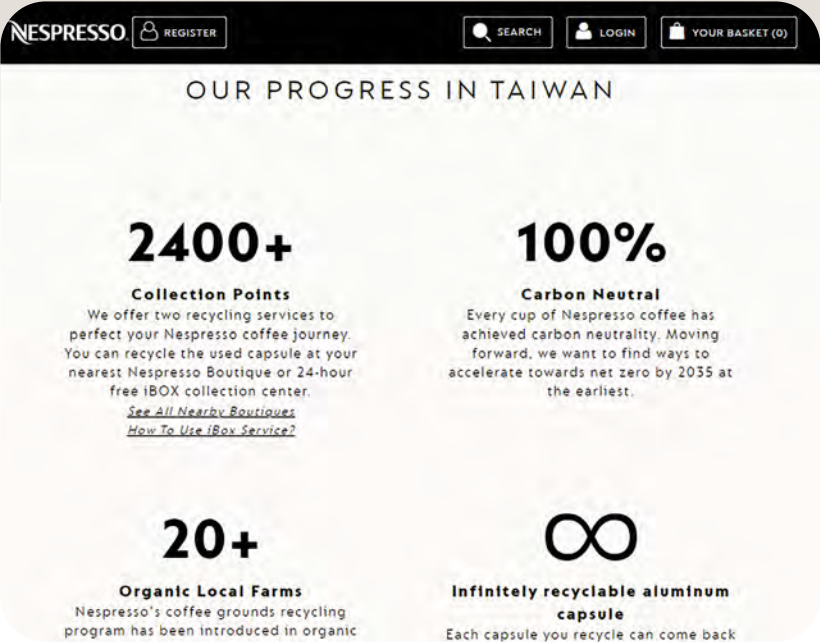 NESPRESSO. REGISTER SEARCH LOGIN YOUR BASKET (0)
OUR PROGRESS IN TAIWAN
2400+
Collection Points
We offer two recycling services to
perfect your Nespresso coffee journey.
You can recycle the used capsule at your
nearest Nespresso Boutique or 24-hour
free iBOX collection center.
See All Nearby Boutiques
How To Use iBox Service?
100%
Carbon Neutral
Every cup of Nespresso coffee has
achieved carbon neutrality. Moving
forward, we want to find ways to
accelerate towards net zero by 2035 at
the earliest.
20+
Organic Local Farms
Nespresso's coffee grounds recycling
program has been introduced in organic
∞
Infinitely recyclable aluminum
capsule
Each capsule you recycle can come back